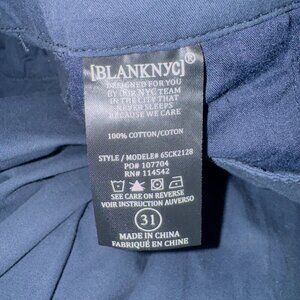 [BLANKNYC]®
DESIGNED FOR YOU
BY OUR NYC TEAM
IN THE CITY THAT
NEVER SLEEPS
BECAUSE WE CARE
100% COTTON/COTON
STYLE / MODELE# 65CK2128
PO# 107704
RN# 114542
SEE CARE ON REVERSE
VOIR INSTRUCTION AUVERSO
31
MADE IN CHINA
FABRIQUÉ EN CHINE